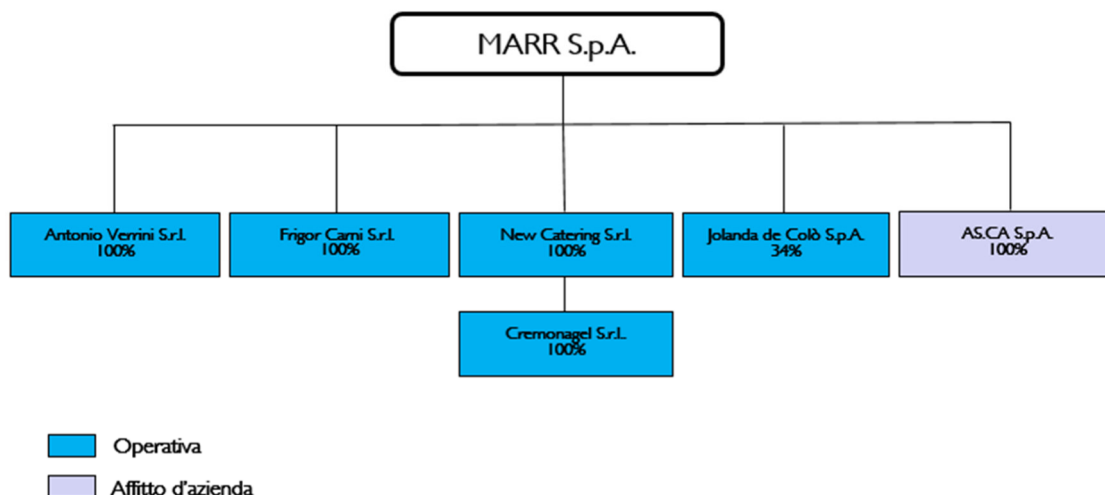 MARR S.p.A.
Antonio Verrini S.r.l.
100%
Frigor Carni S.r.l.
100%
New Catering S.r.l.
100%
Jolanda de Colò S.p.A.
34%
AS.CA S.p.A.
100%
Cremonagel S.r.l.
100%
Operativa
Affitto d'azienda